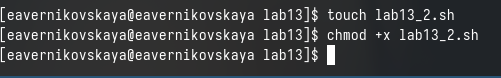 [eavernikovskaya@eavernikovskaya lab13]$ touch lab13_2.sh
[eavernikovskaya@eavernikovskaya lab13]$ chmod +x lab13_2.sh
[eavernikovskaya@eavernikovskaya lab13]$